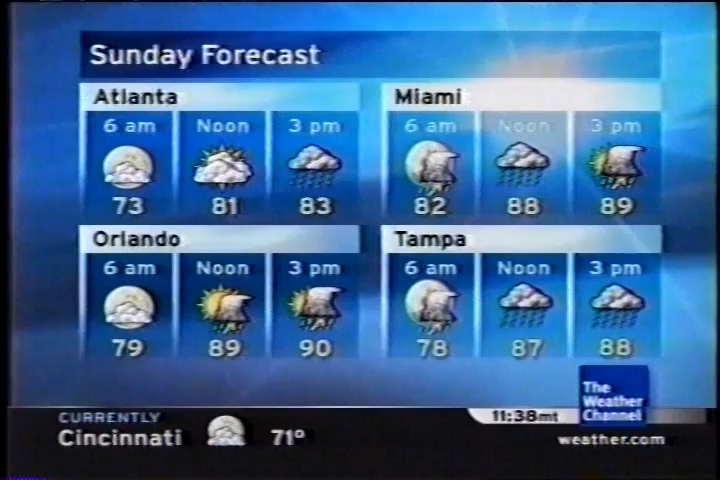 Sunday Forecast
Atlanta
6 am Noon 3 pm
73 81 83
Miami
6 am Noon 3 pm
82 88 89
Orlando
6 am Noon 3 pm
79 89 90
Tampa
6 am Noon 3 pm
78 87 88
The
Weather
Channel
CURRENTLY
Cincinnati 71°
11:38mt
weather.com